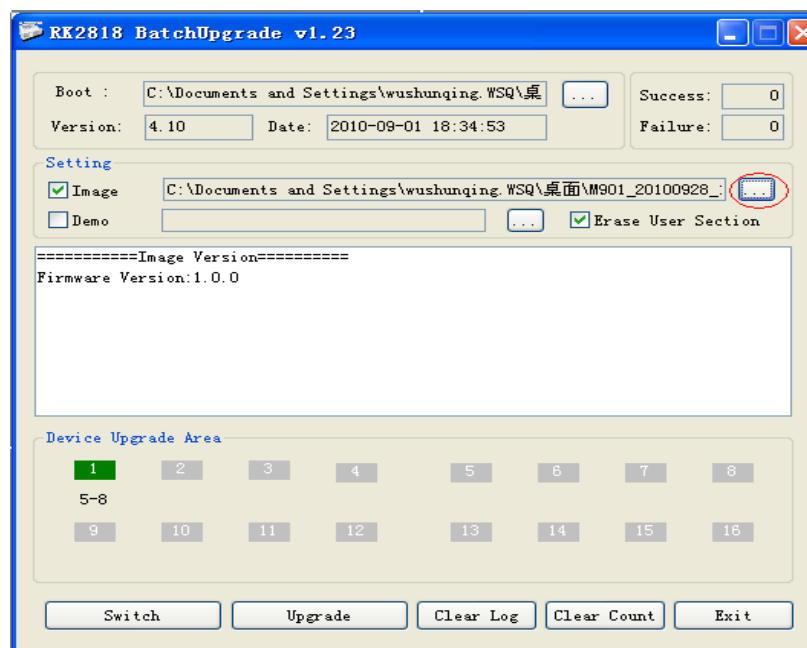 RK2818 BatchUpgrade v1.23
Boot : C:\Documents and Settings\wushunqing.WSQ\桌 ... Success: 0
Version: 4.10 Date: 2010-09-01 18:34:53 Failure: 0
Setting
Image C:\Documents and Settings\wushunqing.WSQ\桌面\M901_20100928_ ...
Demo ... Erase User Section
===========Image Version==========
Firmware Version:1.0.0
Device Upgrade Area
1 2 3 4 5 6 7 8
5-8
9 10 11 12 13 14 15 16
Switch Upgrade Clear Log Clear Count Exit